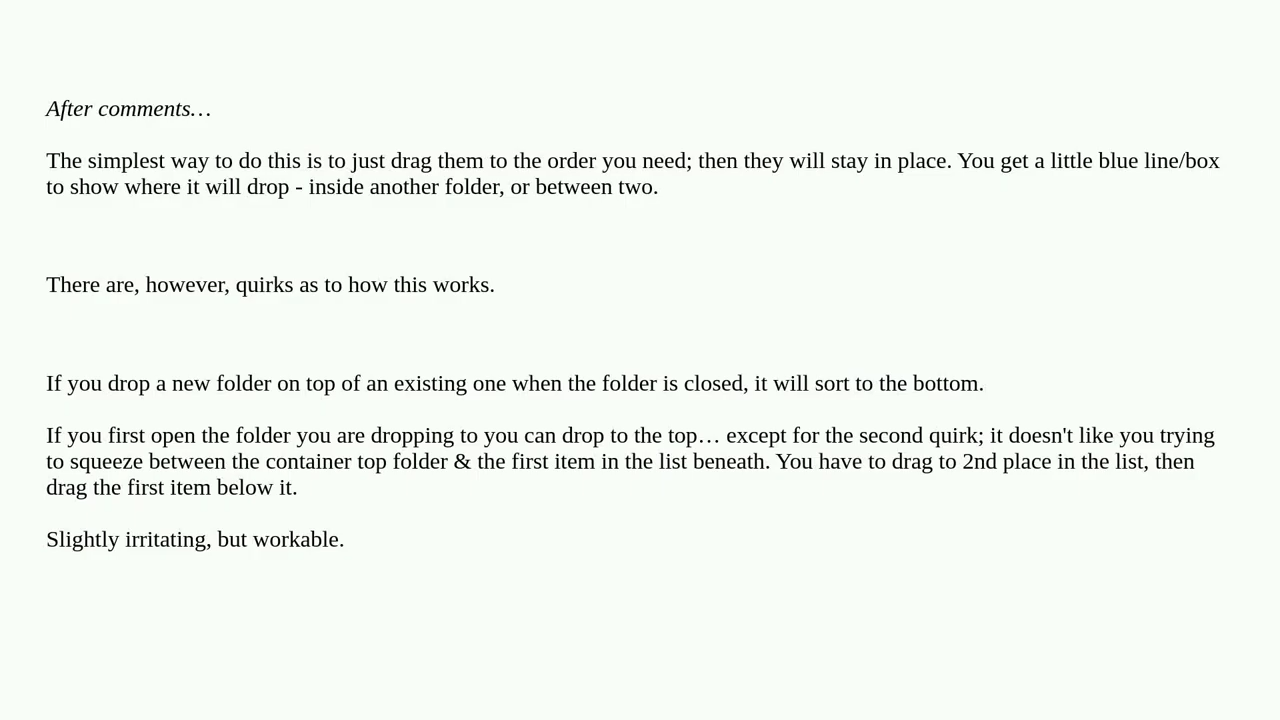 After comments…
The simplest way to do this is to just drag them to the order you need; then they will stay in place. You get a little blue line/box
to show where it will drop - inside another folder, or between two.
There are, however, quirks as to how this works.
If you drop a new folder on top of an existing one when the folder is closed, it will sort to the bottom.
If you first open the folder you are dropping to you can drop to the top… except for the second quirk; it doesn't like you trying
to squeeze between the container top folder & the first item in the list beneath. You have to drag to 2nd place in the list, then
drag the first item below it.
Slightly irritating, but workable.